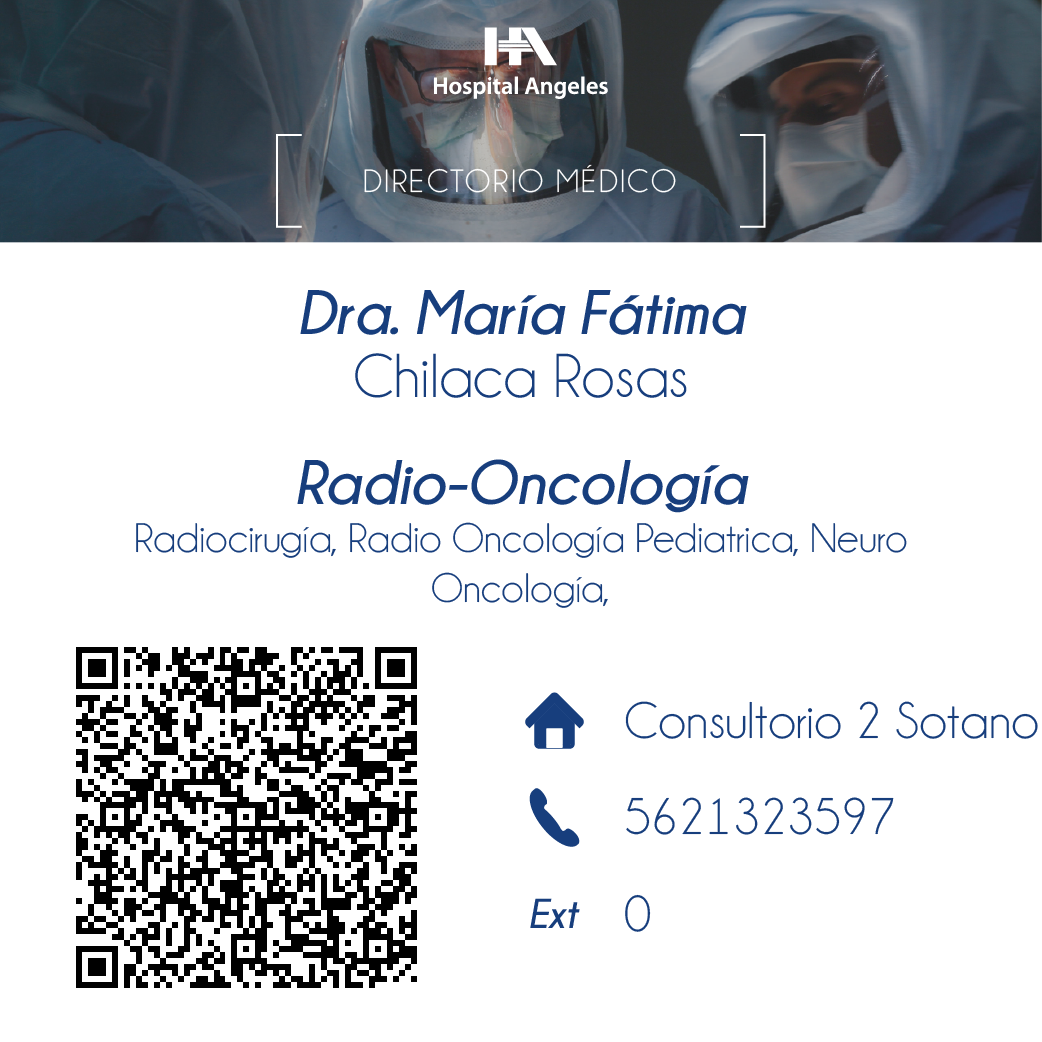 HA
Hospital Angeles
DIRECTORIO MÉDICO
Dra. María Fátima
Chilaca Rosas
Radio-Oncología
Radiocirugía, Radio Oncología Pediatrica, Neuro
Oncología,
Consultorio 2 Sotano
5621323597
Ext 0